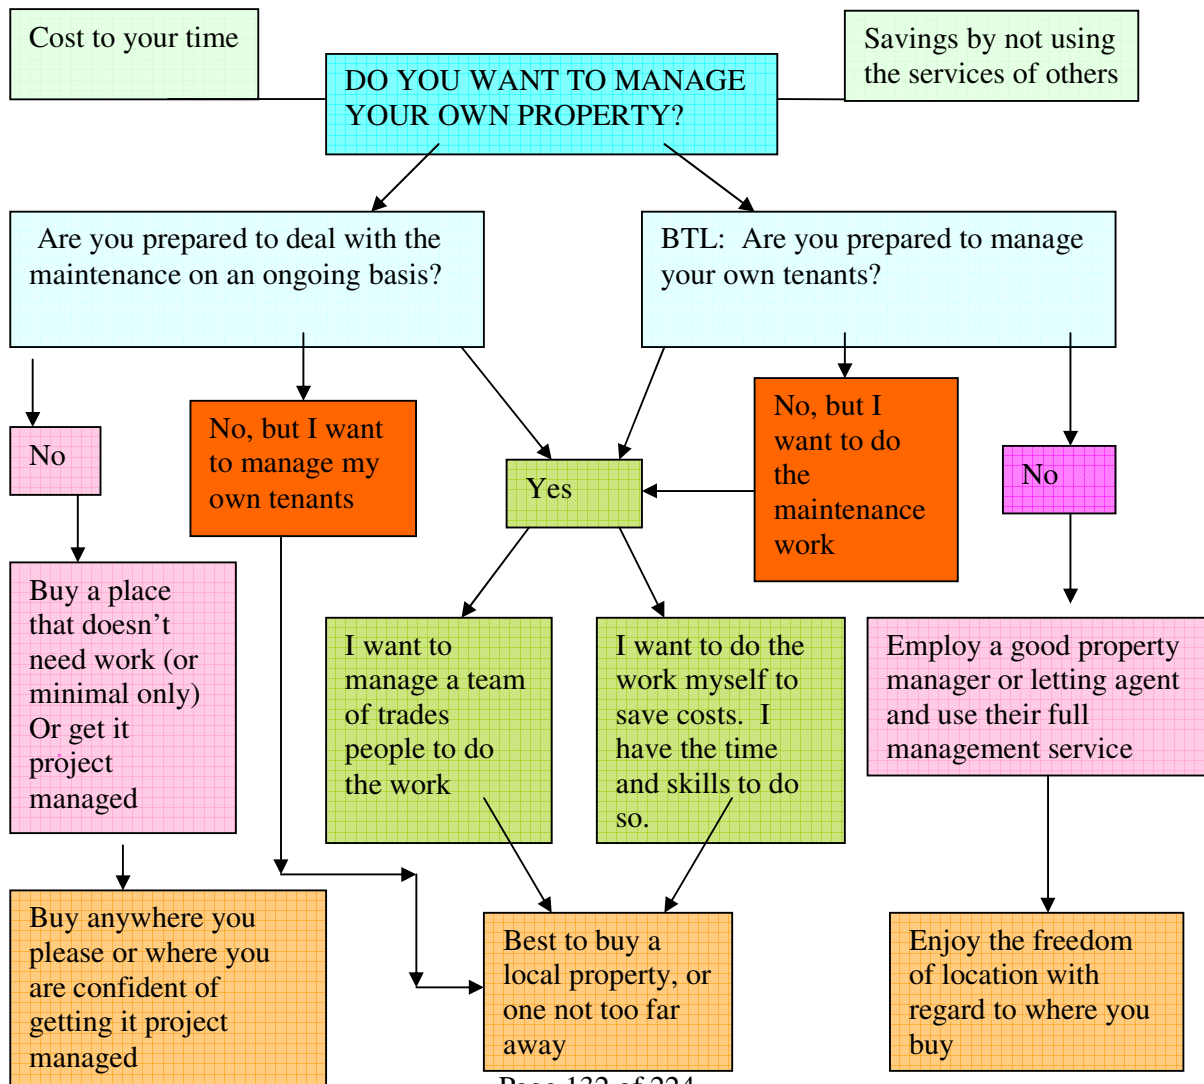 Cost to your time
Savings by not using
the services of others
DO YOU WANT TO MANAGE
YOUR OWN PROPERTY?
Are you prepared to deal with the
maintenance on an ongoing basis?
BTL:  Are you prepared to manage
your own tenants?
No
No, but I want
to manage my
own tenants
Yes
No, but I
want to do
the
maintenance
work
No
Buy a place
that doesn't
need work (or
minimal only)
Or get it
project
managed
I want to
manage a team
of trades
people to do
the work
I want to do the
work myself to
save costs.  I
have the time
and skills to do
so.
Employ a good property
manager or letting agent
and use their full
management service
Buy anywhere you
please or where you
are confident of
getting it project
managed
Best to buy a
local property, or
one not too far
away
Enjoy the freedom
of location with
regard to where you
buy
Page 132 of 224